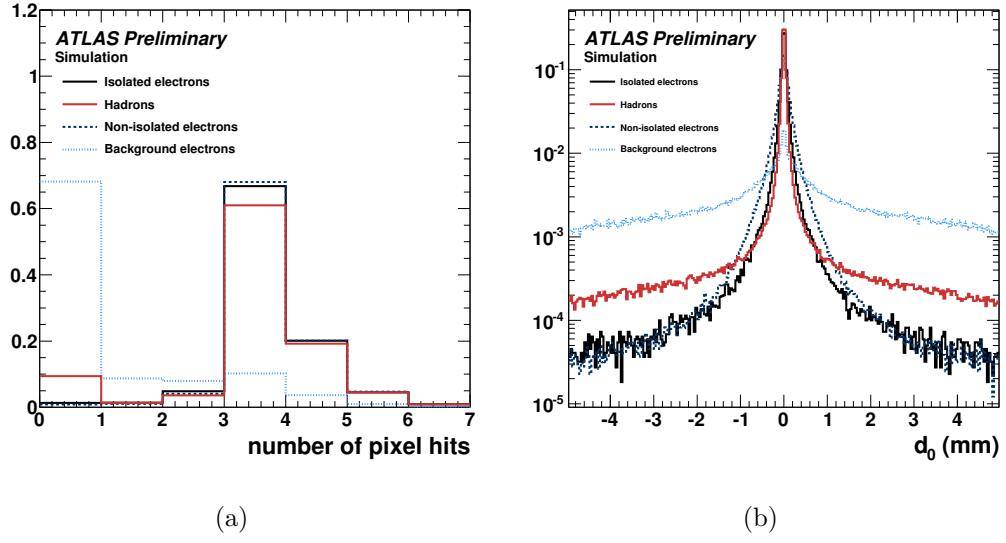 ATLAS Preliminary
Simulation
Isolated electrons
Hadrons
Non-isolated electrons
Background electrons
1.2
1
0.8
0.6
0.4
0.2
0
0 1 2 3 4 5 6 7
number of pixel hits
(a)
ATLAS Preliminary
Simulation
Isolated electrons
Hadrons
Non-isolated electrons
Background electrons
10⁻¹
10⁻²
10⁻³
10⁻⁴
10⁻⁵
-4 -3 -2 -1 0 1 2 3 4
d₀ (mm)
(b)